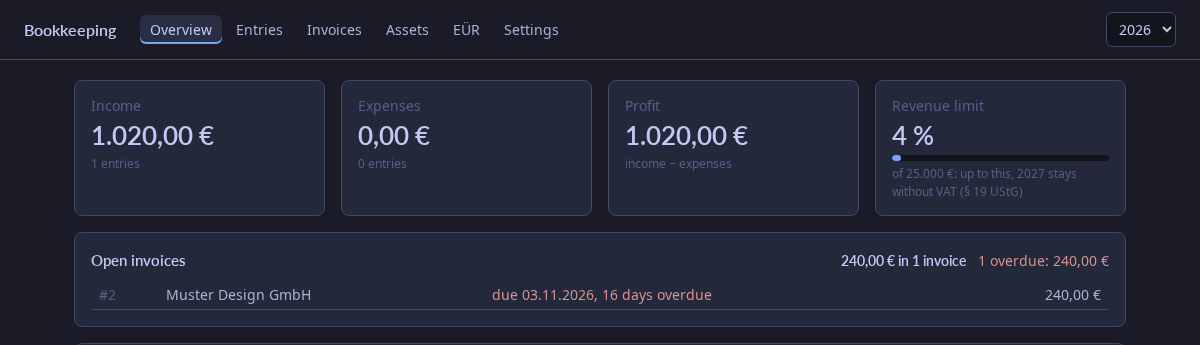 Bookkeeping Overview Entries Invoices Assets EÜR Settings 2026
Income Expenses Profit Revenue limit
1.020,00 € 0,00 € 1.020,00 € 4 %
1 entries 0 entries income − expenses
of 25.000 €: up to this, 2027 stays
without VAT (§ 19 UStG)
Open invoices 240,00 € in 1 invoice 1 overdue: 240,00 €
#2 Muster Design GmbH due 03.11.2026, 16 days overdue 240,00 €